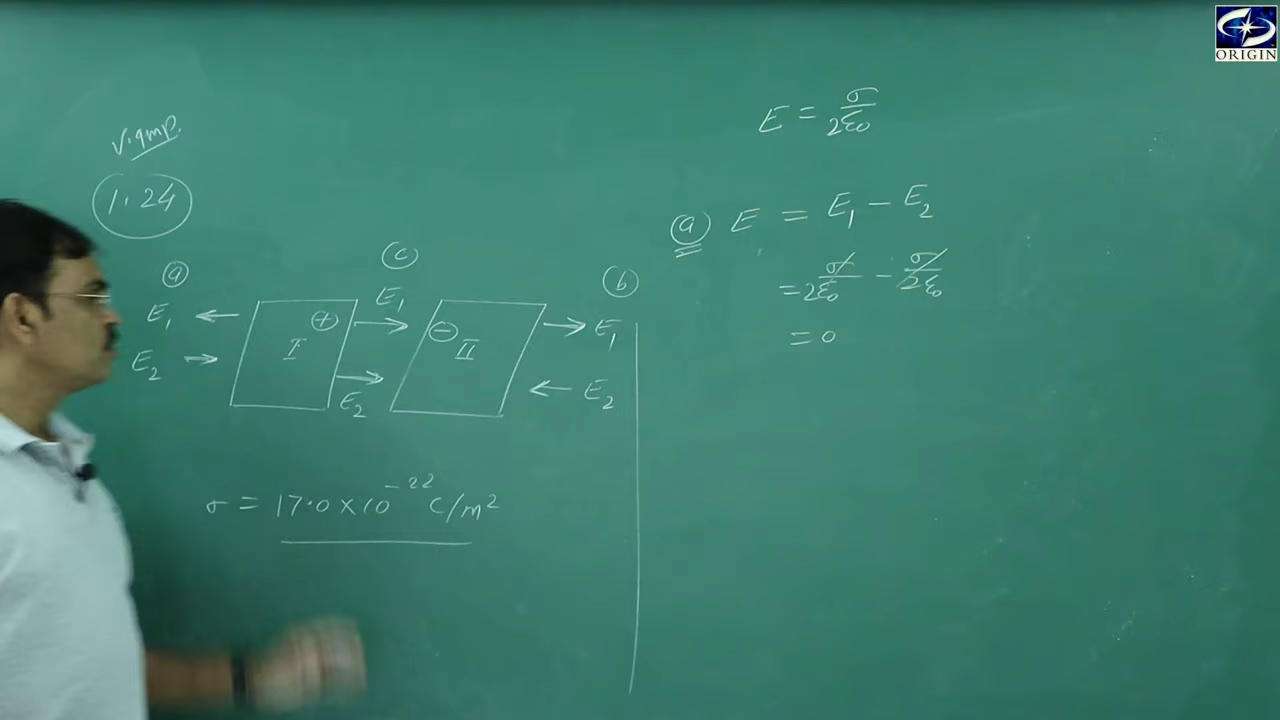 ORIGIN
V. Imp.
1.24
(a) (c) (b)
E₁ E₁ E₁
+ I - II
E₂ E₂ E₂
σ = 17.0 × 10⁻²² C/m²
E = σ/2ε₀
(a) E = E₁ - E₂
= σ/2ε₀ - σ/2ε₀
= 0